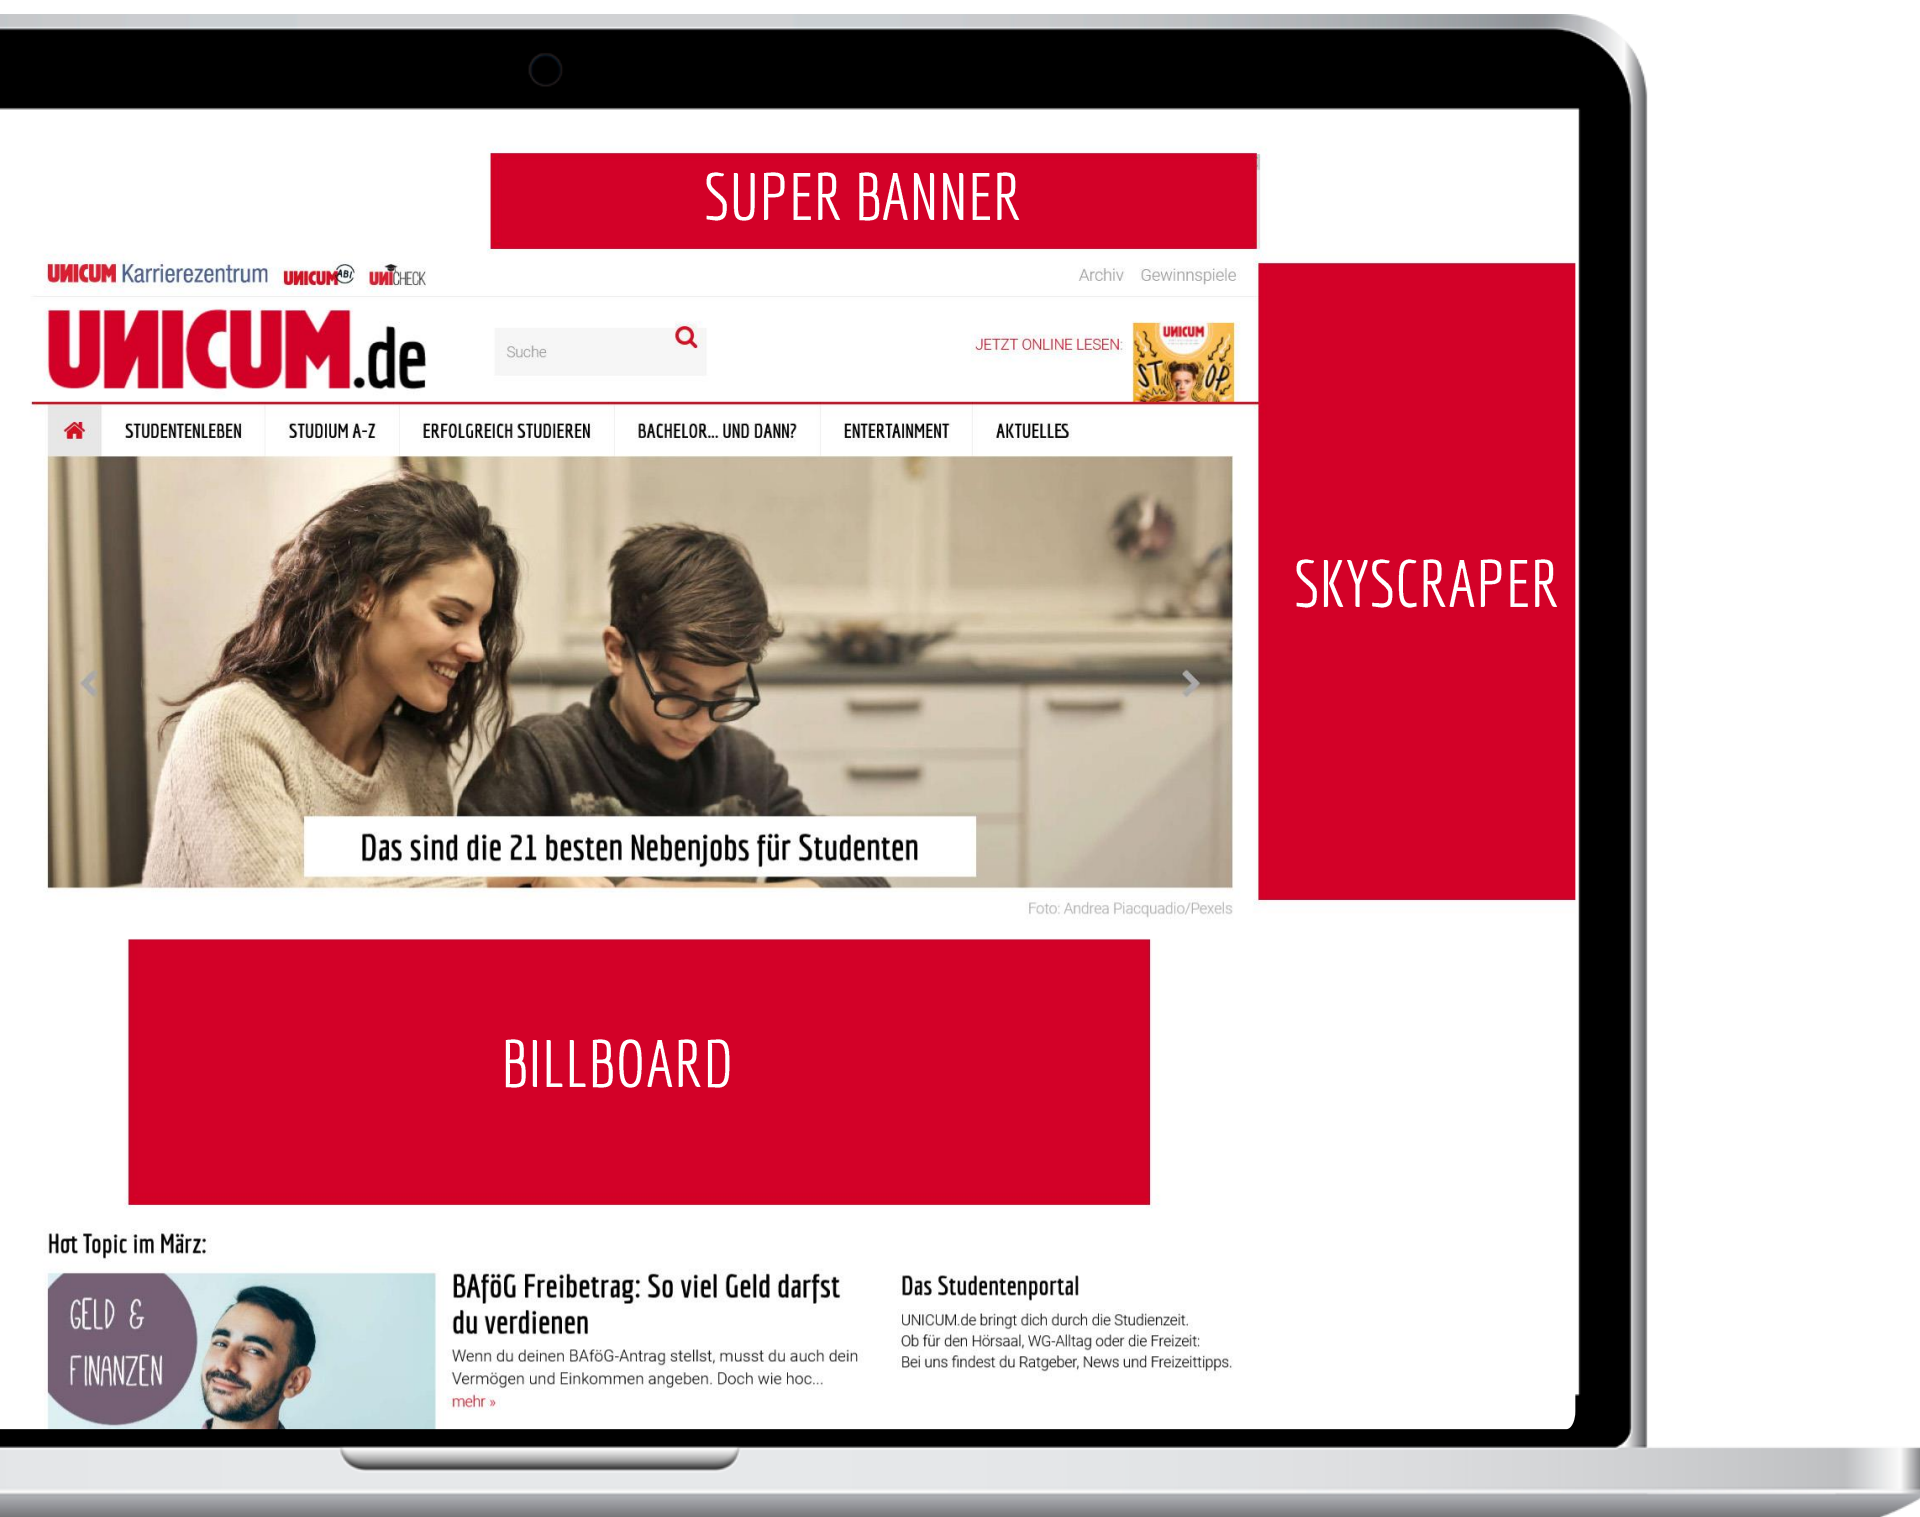 SUPER BANNER
UNICUM Karrierezentrum UNICUM ABI UNICHECK
Archiv Gewinnspiele
UNICUM.de
Suche
JETZT ONLINE LESEN:
UNICUM
STOP
STUDENTENLEBEN STUDIUM A-Z ERFOLGREICH STUDIEREN BACHELOR... UND DANN? ENTERTAINMENT AKTUELLES
SKYSCRAPER
Das sind die 21 besten Nebenjobs für Studenten
Foto: Andrea Piacquadio/Pexels
BILLBOARD
Hot Topic im März:
GELD &
FINANZEN
BAföG Freibetrag: So viel Geld darfst
du verdienen
Wenn du deinen BAföG-Antrag stellst, musst du auch dein
Vermögen und Einkommen angeben. Doch wie hoc...
mehr »
Das Studentenportal
UNICUM.de bringt dich durch die Studienzeit.
Ob für den Hörsaal, WG-Alltag oder die Freizeit:
Bei uns findest du Ratgeber, News und Freizeittipps.